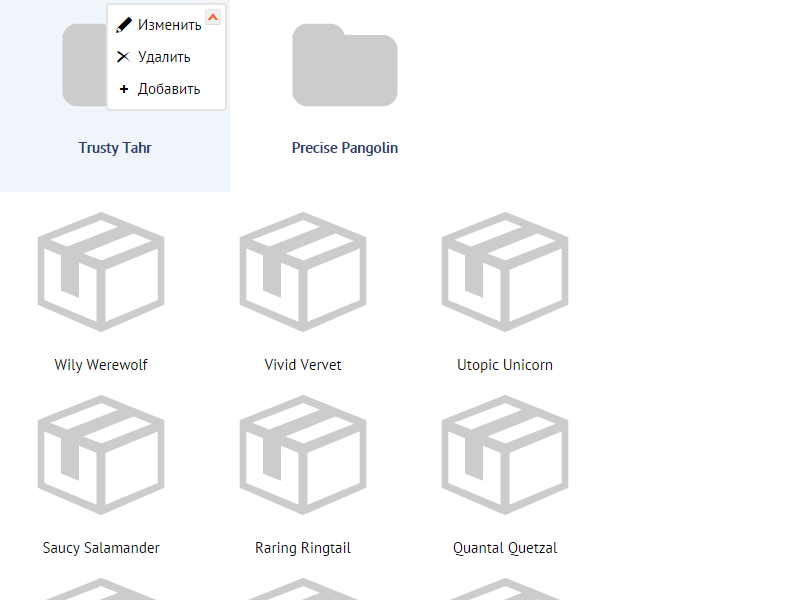 Изменить
Удалить
Добавить
Trusty Tahr
Precise Pangolin
Wily Werewolf
Vivid Vervet
Utopic Unicorn
Saucy Salamander
Raring Ringtail
Quantal Quetzal